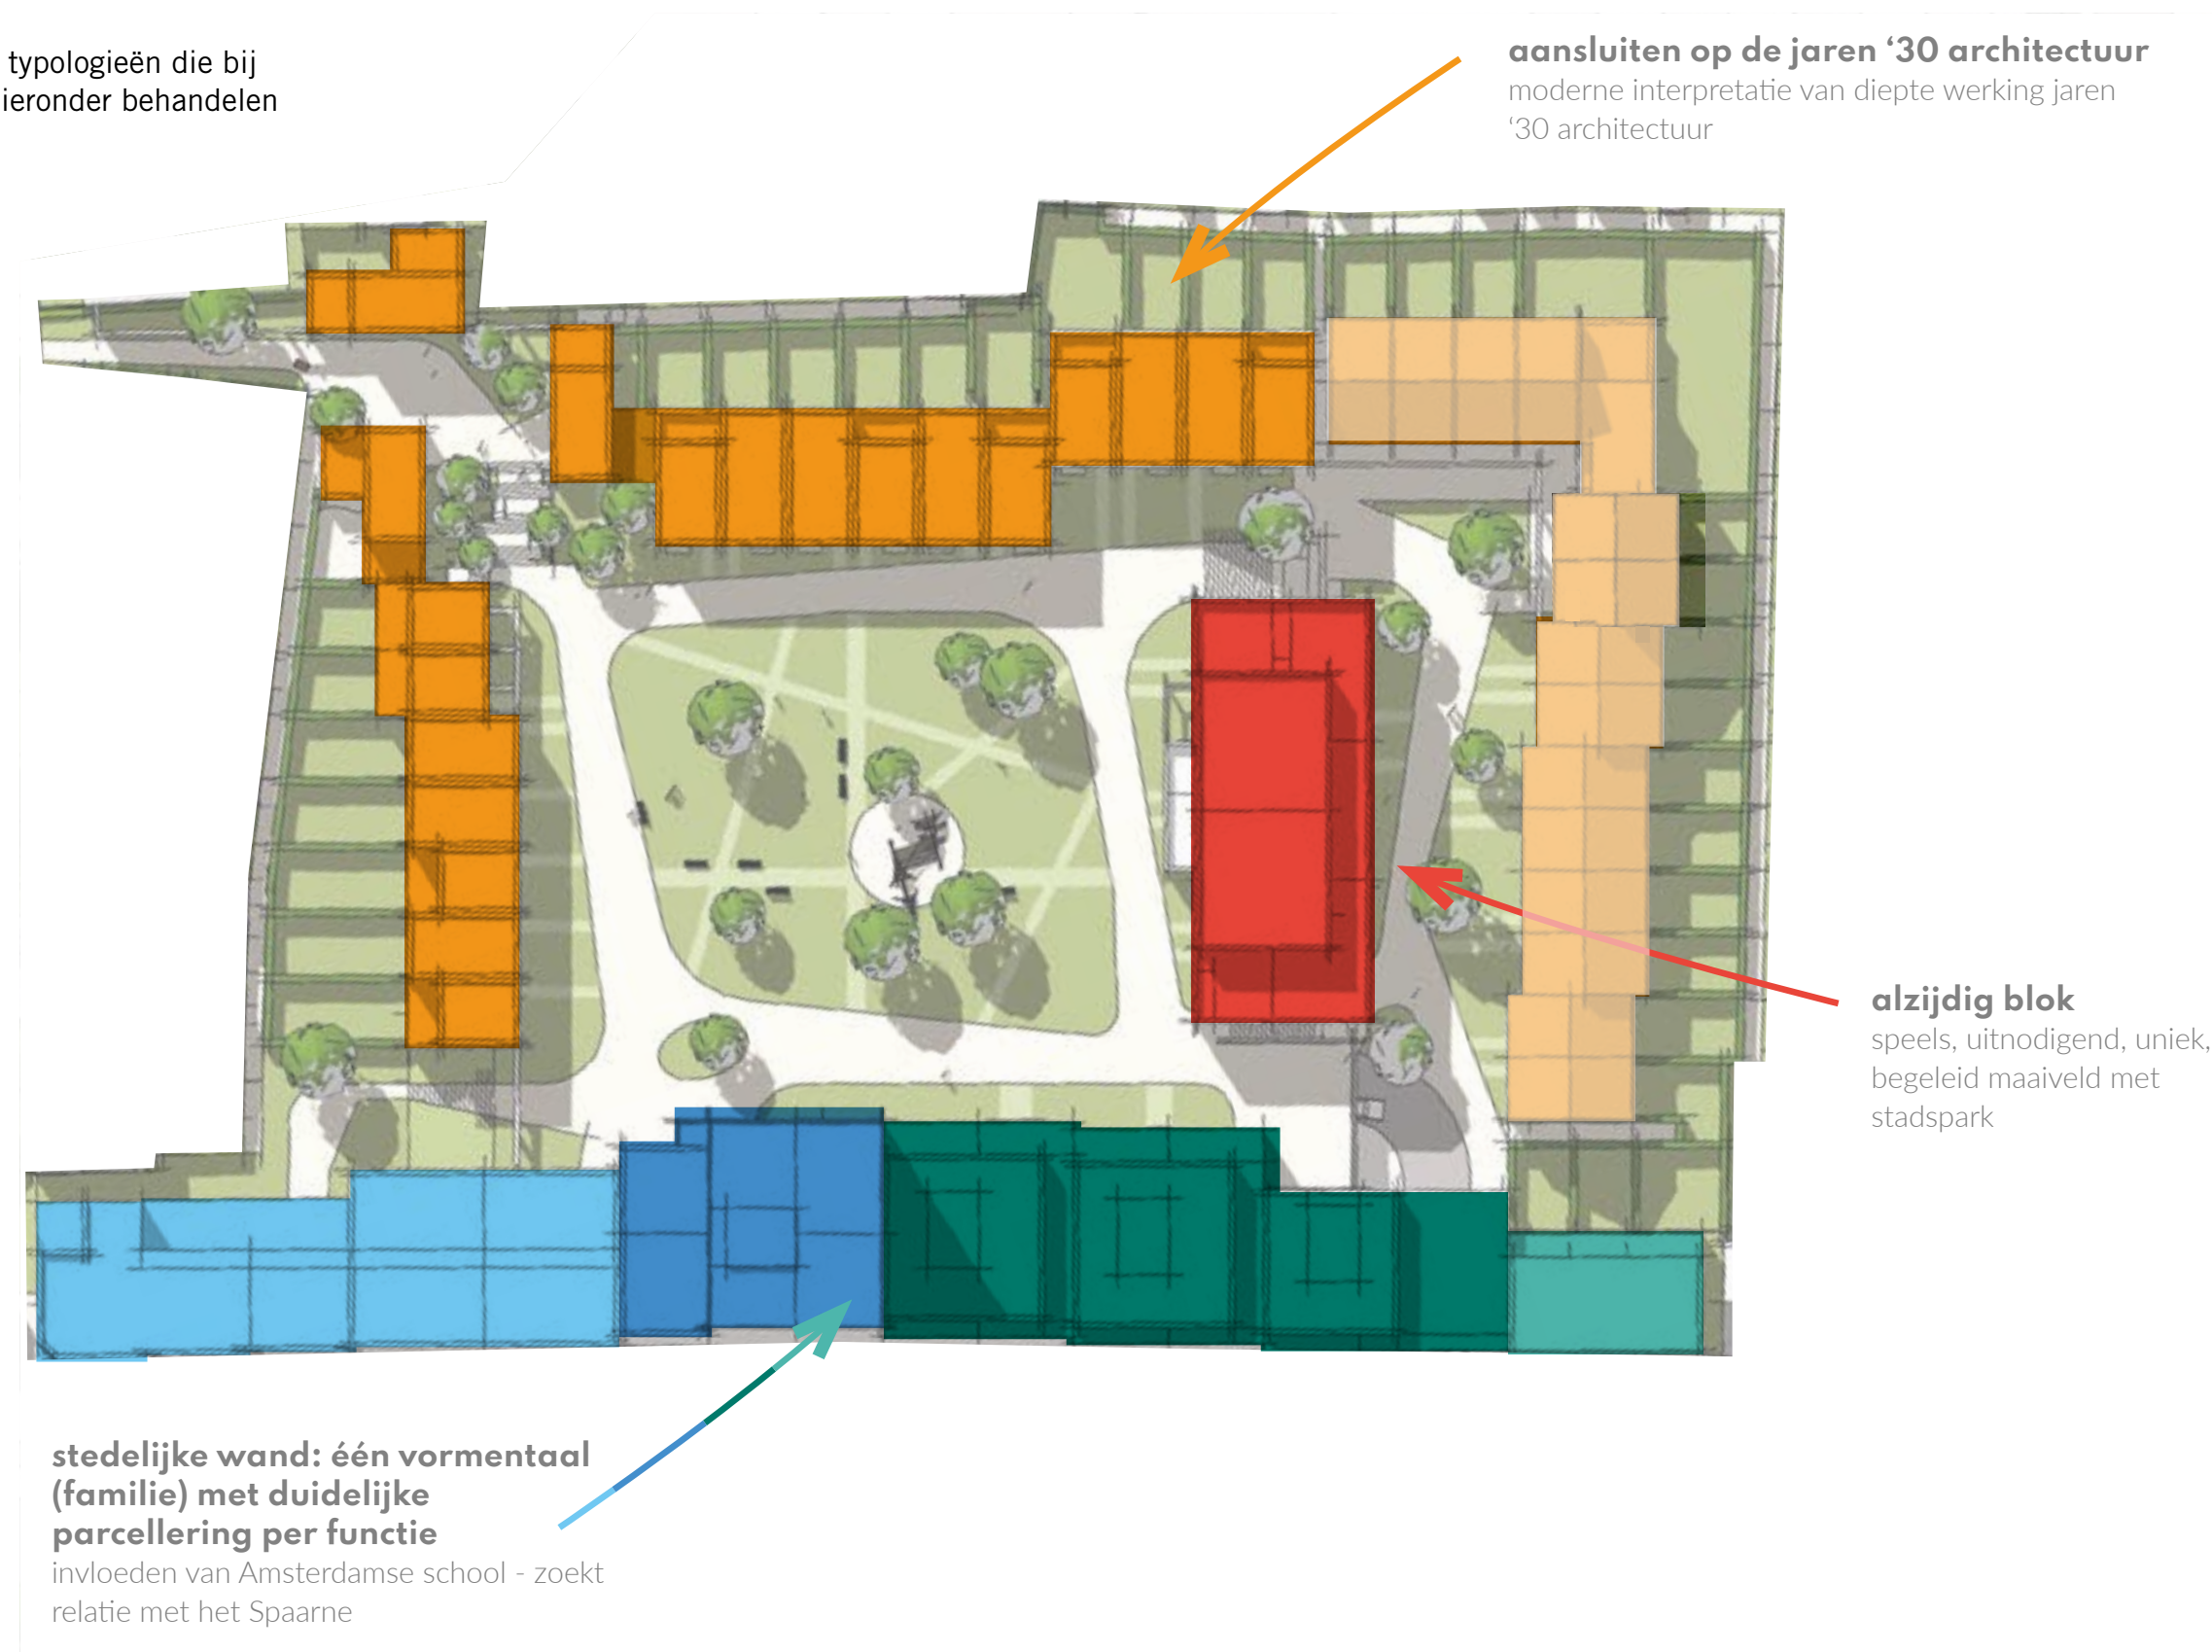 typologieën die bij
ieronder behandelen
aansluiten op de jaren ‘30 architectuur
moderne interpretatie van diepte werking jaren
‘30 architectuur
alzijdig blok
speels, uitnodigend, uniek,
begeleid maaiveld met
stadspark
stedelijke wand: één vormentaal
(familie) met duidelijke
parcellering per functie
invloeden van Amsterdamse school - zoekt
relatie met het Spaarne